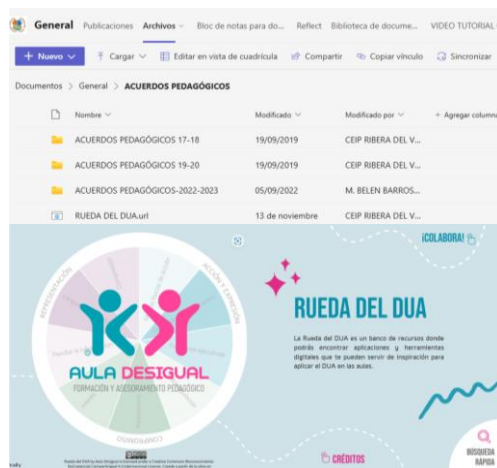 General Publicaciones Archivos Bloc de notas para do... Reflect Biblioteca de docume... VIDEO TUTORIAL
+ Nuevo Cargar Editar en vista de cuadrícula Compartir Copiar vínculo Sincronizar
Documentos > General > ACUERDOS PEDAGÓGICOS
Nombre Modificado Modificado por + Agregar columna
ACUERDOS PEDAGÓGICOS 17-18 19/09/2019 CEIP RIBERA DEL V...
ACUERDOS PEDAGÓGICOS 19-20 19/09/2019 CEIP RIBERA DEL V...
ACUERDOS PEDAGÓGICOS-2022-2023 05/09/2022 M. BELEN BARROS...
RUEDA DEL DUA.url 13 de noviembre CEIP RIBERA DEL V...
¡COLABORA!
REPRESENTACIÓN
ACCIÓN Y EXPRESIÓN
AULA DESIGUAL
FORMACIÓN Y ASESORAMIENTO PEDAGÓGICO
COMPROMISO
RUEDA DEL DUA
La Rueda del DUA es un banco de recursos donde
podrás encontrar aplicaciones y herramientas
digitales que te pueden servir de inspiración para
aplicar el DUA en las aulas.
CRÉDITOS
BÚSQUEDA
RÁPIDA